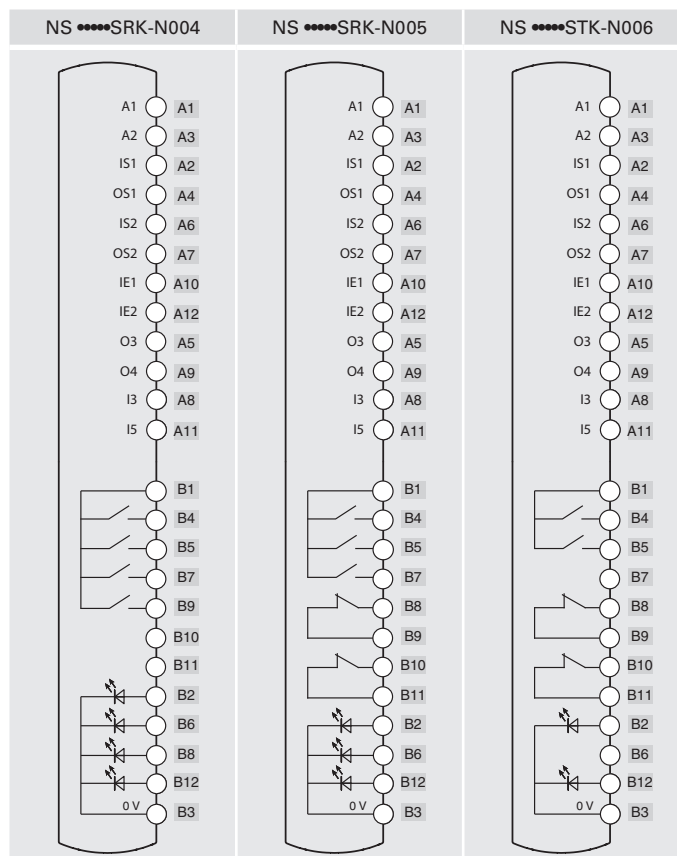 NS •••••SRK-N004
NS •••••SRK-N005
NS •••••STK-N006
A1 A1
A2 A3
IS1 A2
OS1 A4
IS2 A6
OS2 A7
IE1 A10
IE2 A12
O3 A5
O4 A9
I3 A8
I5 A11
B1
B4
B5
B7
B9
B10
B11
B2
B6
B8
B12
0 V B3
A1 A1
A2 A3
IS1 A2
OS1 A4
IS2 A6
OS2 A7
IE1 A10
IE2 A12
O3 A5
O4 A9
I3 A8
I5 A11
B1
B4
B5
B7
B8
B9
B10
B11
B2
B6
B12
0 V B3
A1 A1
A2 A3
IS1 A2
OS1 A4
IS2 A6
OS2 A7
IE1 A10
IE2 A12
O3 A5
O4 A9
I3 A8
I5 A11
B1
B4
B5
B7
B8
B9
B10
B11
B2
B6
B12
0 V B3